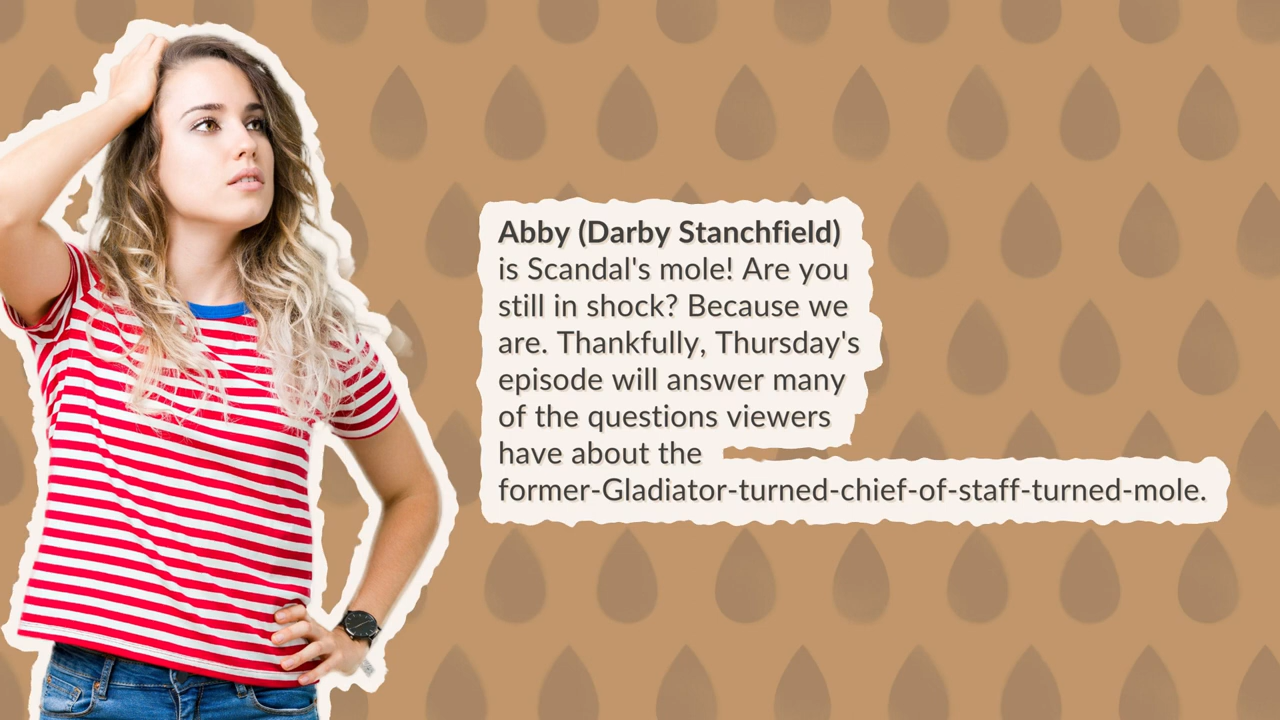 Abby (Darby Stanchfield)
is Scandal's mole! Are you
still in shock? Because we
are. Thankfully, Thursday's
episode will answer many
of the questions viewers
have about the
former-Gladiator-turned-chief-of-staff-turned-mole.